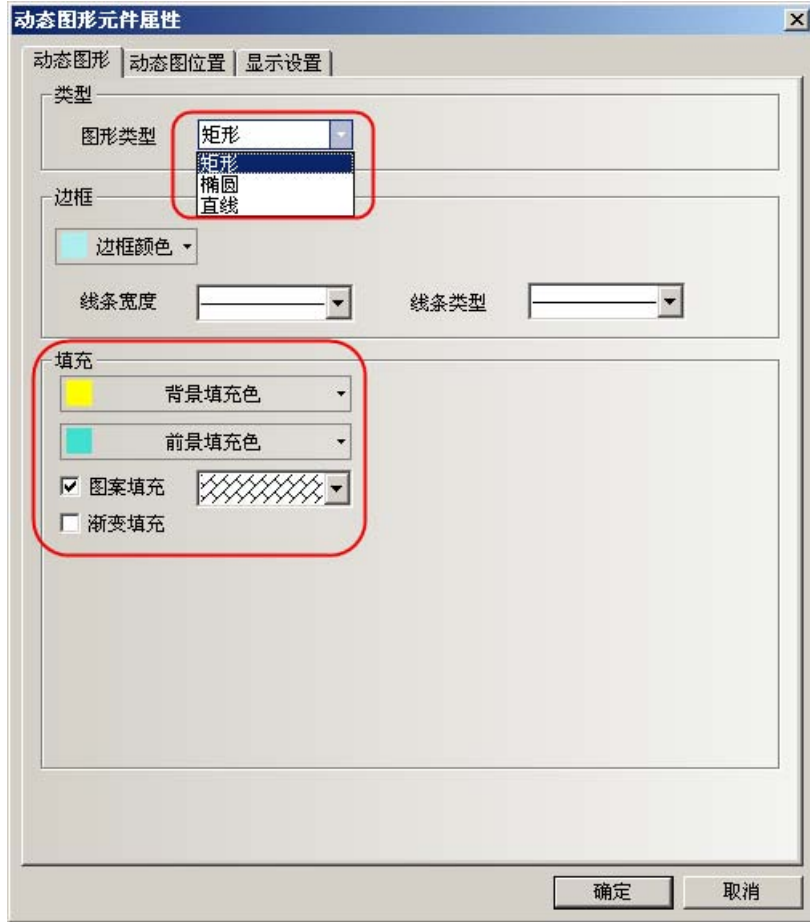 动态图形元件属性
动态图形 动态图位置 显示设置
类型
图形类型 矩形
矩形
椭圆
直线
边框
边框颜色
线条宽度 线条类型
填充
背景填充色
前景填充色
图案填充
渐变填充
确定 取消